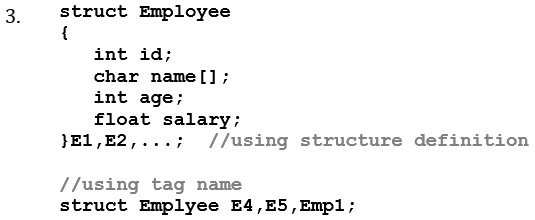 3. struct Employee
{
int id;
char name[];
int age;
float salary;
}E1,E2,...; //using structure definition
//using tag name
struct Emplyee E4,E5,Emp1;